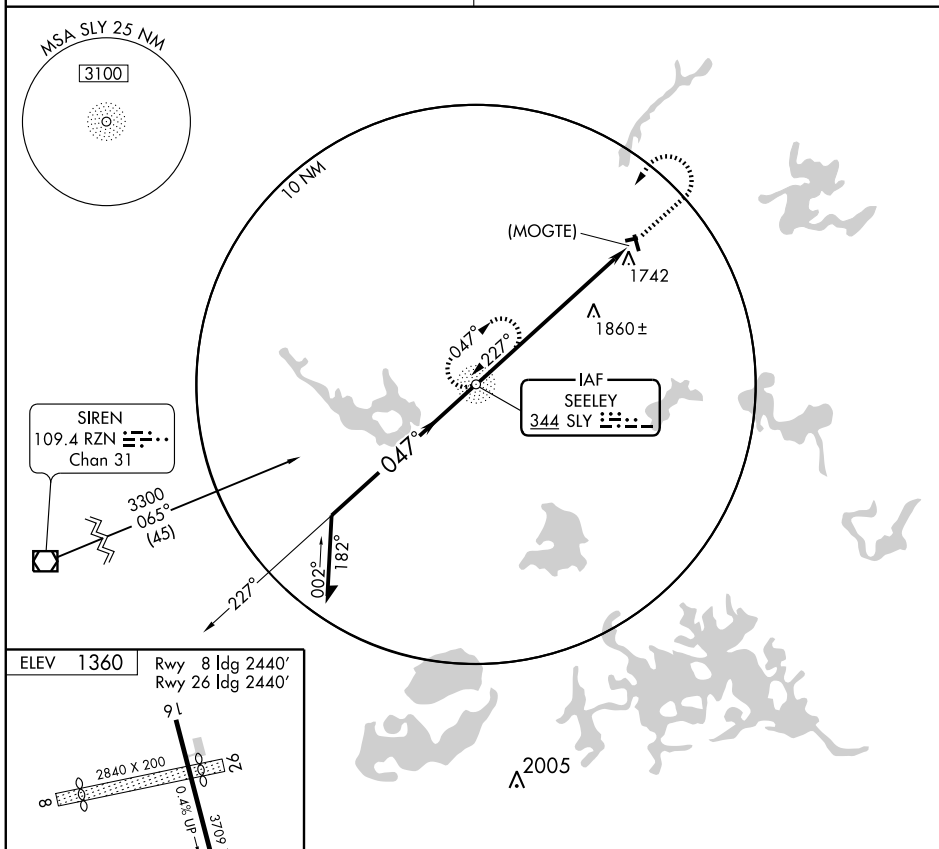 MSA SLY 25 NM
3100
10 NM
(MOGTE)
1742
1860 ±
047°
227°
IAF
SEELEY
344 SLY
SIREN
109.4 RZN
Chan 31
3300
065°
(45)
047°
002°
182°
227°
ELEV 1360
Rwy 8 ldg 2440'
Rwy 26 ldg 2440'
16
2840 X 200
26
8
0.4% UP
3709
2005